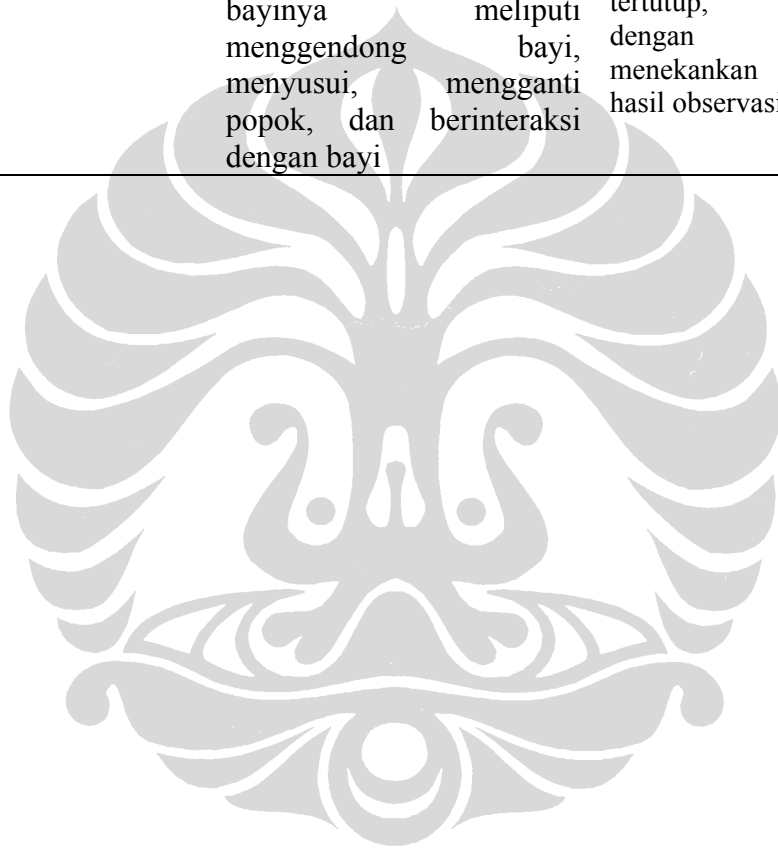 bayinya meliputi
menggendong bayi,
menyusui, mengganti
popok, dan berinteraksi
dengan bayi
tertutup,
dengan
menekankan
hasil observasi